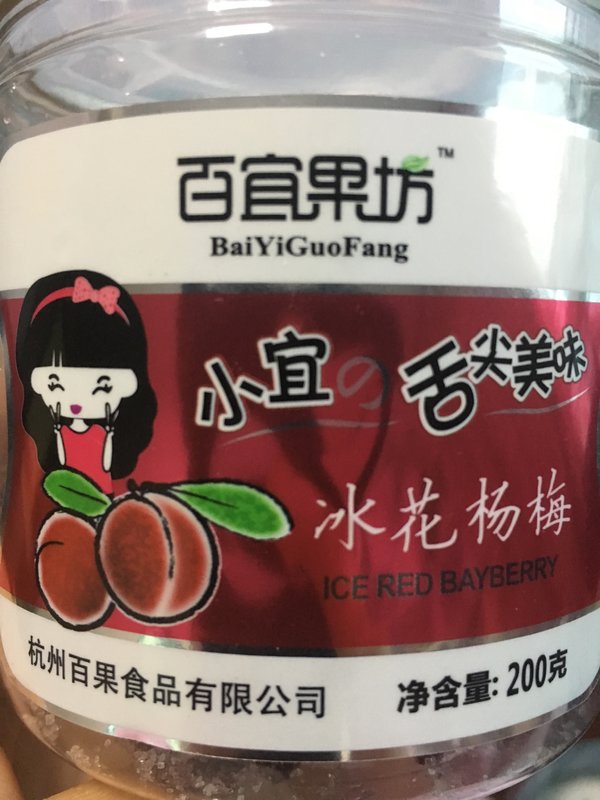 百宜果坊™
BaiYiGuoFang
小宜の舌尖美味
冰花杨梅
ICE RED BAYBERRY
杭州百果食品有限公司
净含量: 200克